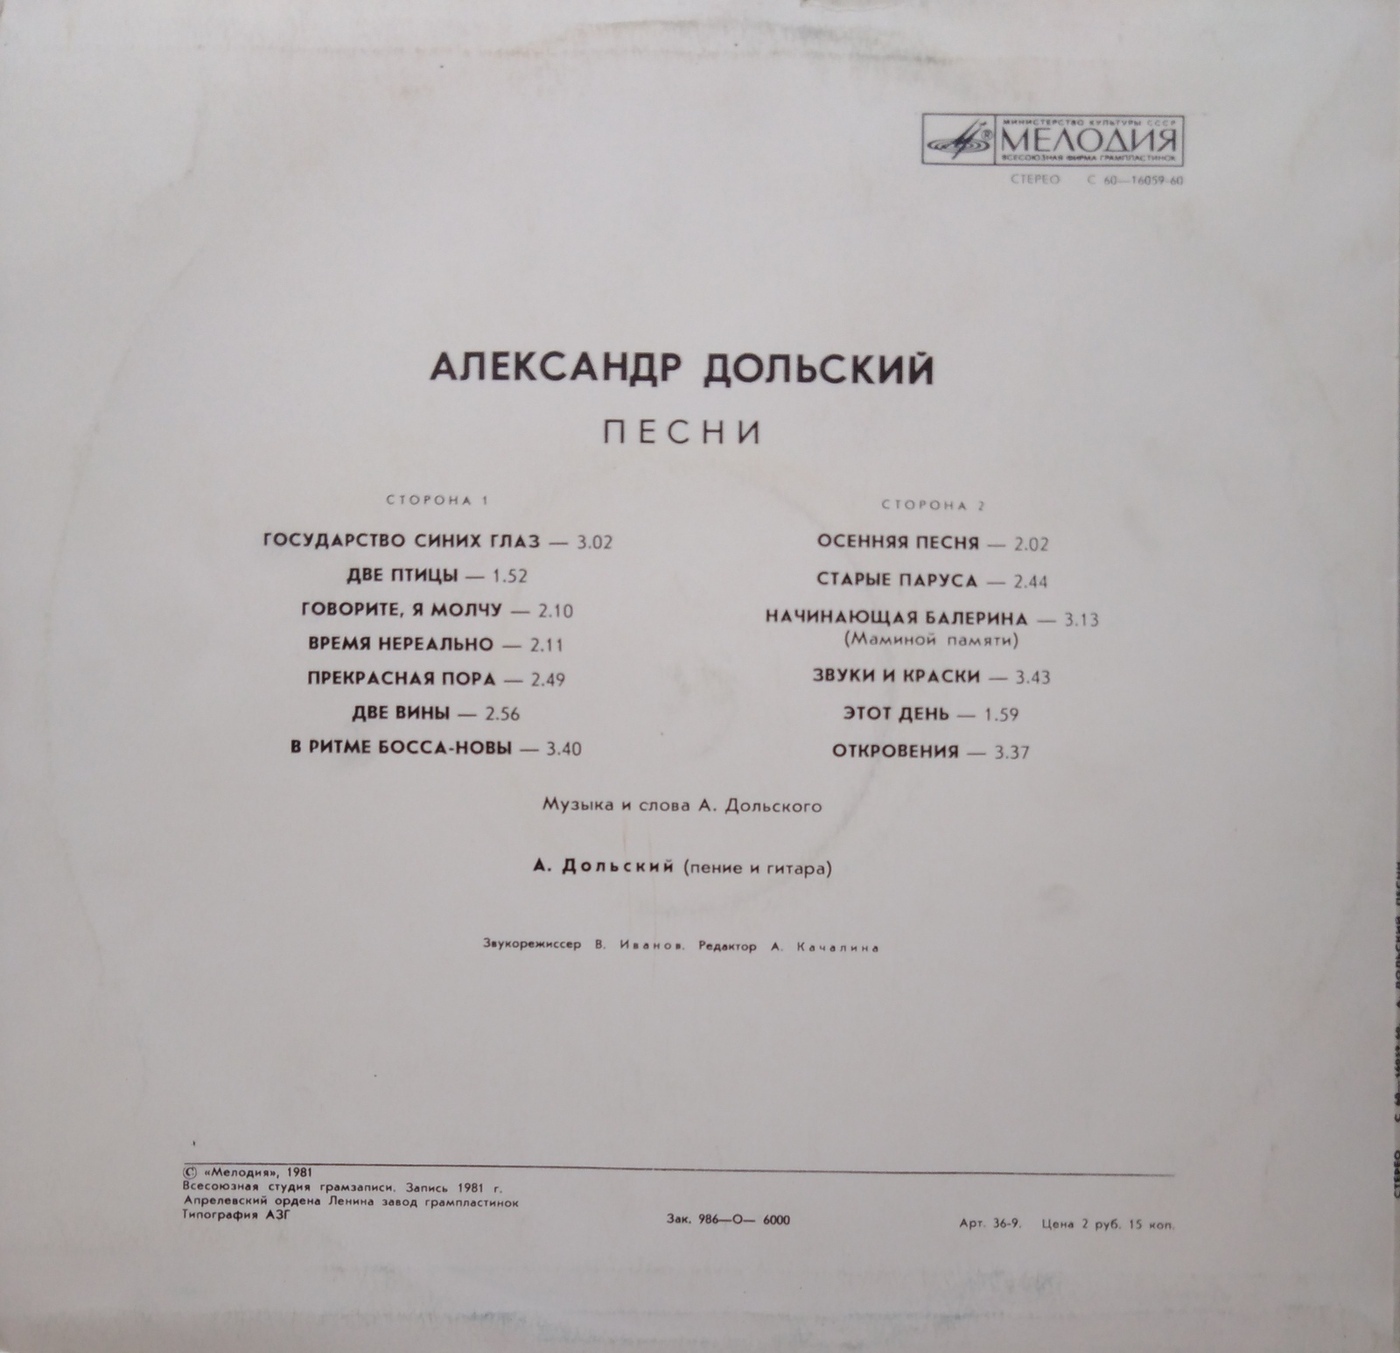 МИНИСТЕРСТВО КУЛЬТУРЫ СССР
МЕЛОДИЯ
ВСЕСОЮЗНАЯ ФИРМА ГРАМПЛАСТИНОК
СТЕРЕО С 60—16059-60
АЛЕКСАНДР ДОЛЬСКИЙ
ПЕСНИ
СТОРОНА 1
ГОСУДАРСТВО СИНИХ ГЛАЗ — 3.02
ДВЕ ПТИЦЫ — 1.52
ГОВОРИТЕ, Я МОЛЧУ — 2.10
ВРЕМЯ НЕРЕАЛЬНО — 2.11
ПРЕКРАСНАЯ ПОРА — 2.49
ДВЕ ВИНЫ — 2.56
В РИТМЕ БОССА-НОВЫ — 3.40
СТОРОНА 2
ОСЕННЯЯ ПЕСНЯ — 2.02
СТАРЫЕ ПАРУСА — 2.44
НАЧИНАЮЩАЯ БАЛЕРИНА — 3.13
(Маминой памяти)
ЗВУКИ И КРАСКИ — 3.43
ЭТОТ ДЕНЬ — 1.59
ОТКРОВЕНИЯ — 3.37
Музыка и слова А. Дольского
А. Дольский (пение и гитара)
Звукорежиссер В. Иванов. Редактор А. Качалина
© «Мелодия», 1981
Всесоюзная студия грамзаписи. Запись 1981 г.
Апрелевский ордена Ленина завод грампластинок
Типография АЗГ
Зак. 986—О— 6000
Арт. 36-9. Цена 2 руб. 15 коп.